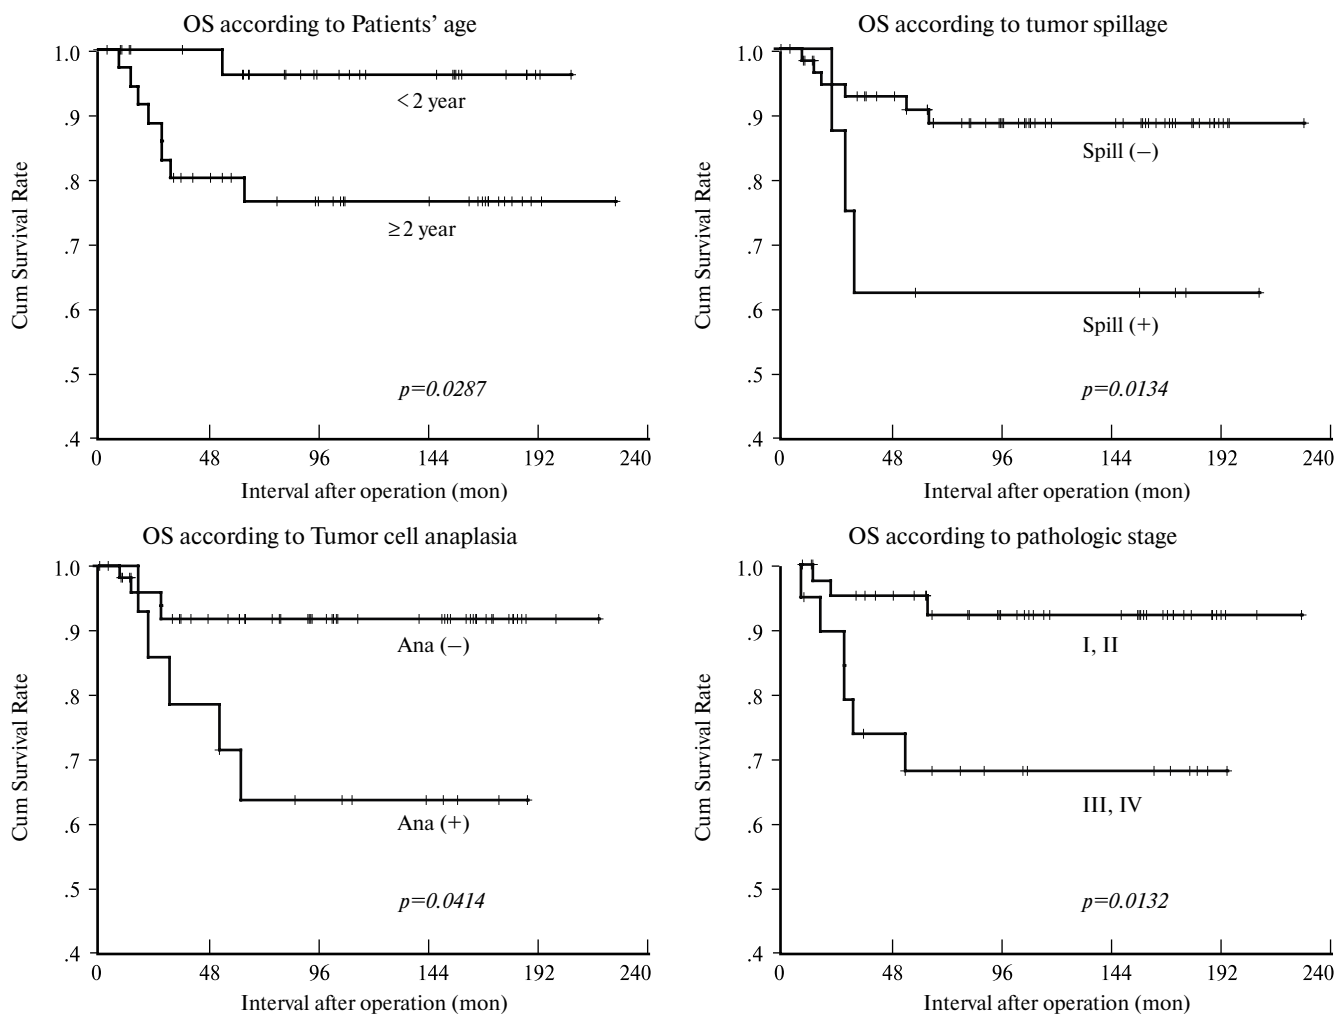 OS according to Patients’ age
1.0
.9
.8
.7
.6
.5
.4
Cum Survival Rate
<2 year
≥2 year
p=0.0287
0 48 96 144 192 240
Interval after operation (mon)
OS according to tumor spillage
1.0
.9
.8
.7
.6
.5
.4
Cum Survival Rate
Spill (–)
Spill (+)
p=0.0134
0 48 96 144 192 240
Interval after operation (mon)
OS according to Tumor cell anaplasia
1.0
.9
.8
.7
.6
.5
.4
Cum Survival Rate
Ana (–)
Ana (+)
p=0.0414
0 48 96 144 192 240
Interval after operation (mon)
OS according to pathologic stage
1.0
.9
.8
.7
.6
.5
.4
Cum Survival Rate
I, II
III, IV
p=0.0132
0 48 96 144 192 240
Interval after operation (mon)